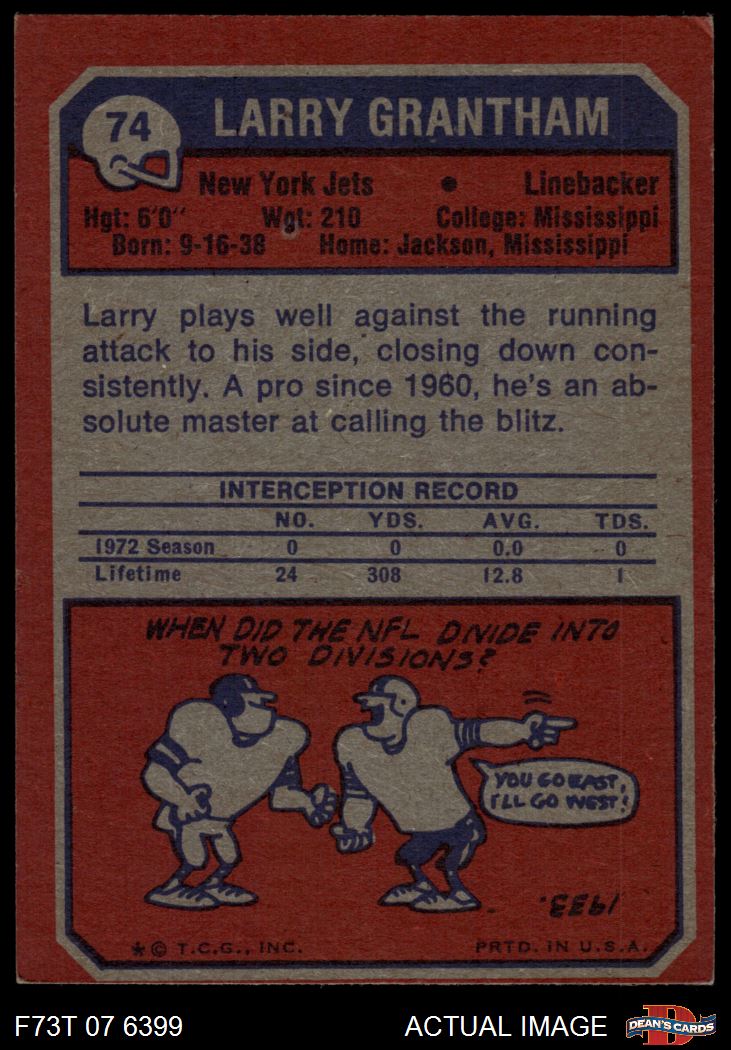 74
LARRY GRANTHAM
New York Jets • Linebacker
Hgt: 6'0" Wgt: 210 College: Mississippi
Born: 9-16-38 Home: Jackson, Mississippi
Larry plays well against the running
attack to his side, closing down con-
sistently. A pro since 1960, he's an ab-
solute master at calling the blitz.
INTERCEPTION RECORD
NO. YDS. AVG. TDS.
1972 Season 0 0 0.0 0
Lifetime 24 308 12.8 1
WHEN DID THE NFL DIVIDE INTO
TWO DIVISIONS?
YOU GO EAST,
I'LL GO WEST!
1933.
* © T.C.G., INC. PRTD. IN U.S.A.
F73T 07 6399 ACTUAL IMAGE
D
DEAN'S CARDS